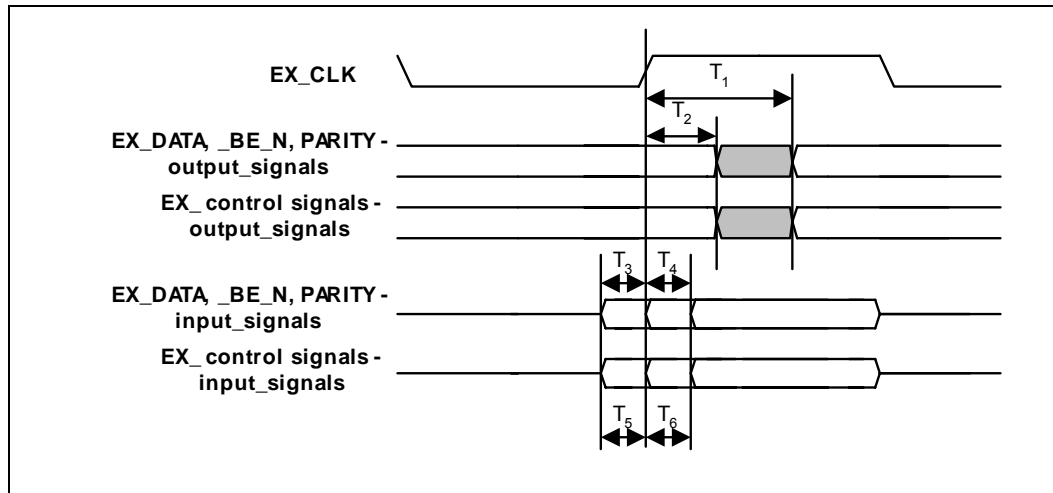 EX_CLK
T1
T2
EX_DATA, _BE_N, PARITY -
output_signals
EX_ control signals -
output_signals
T3 T4
EX_DATA, _BE_N, PARITY -
input_signals
EX_ control signals -
input_signals
T5 T6